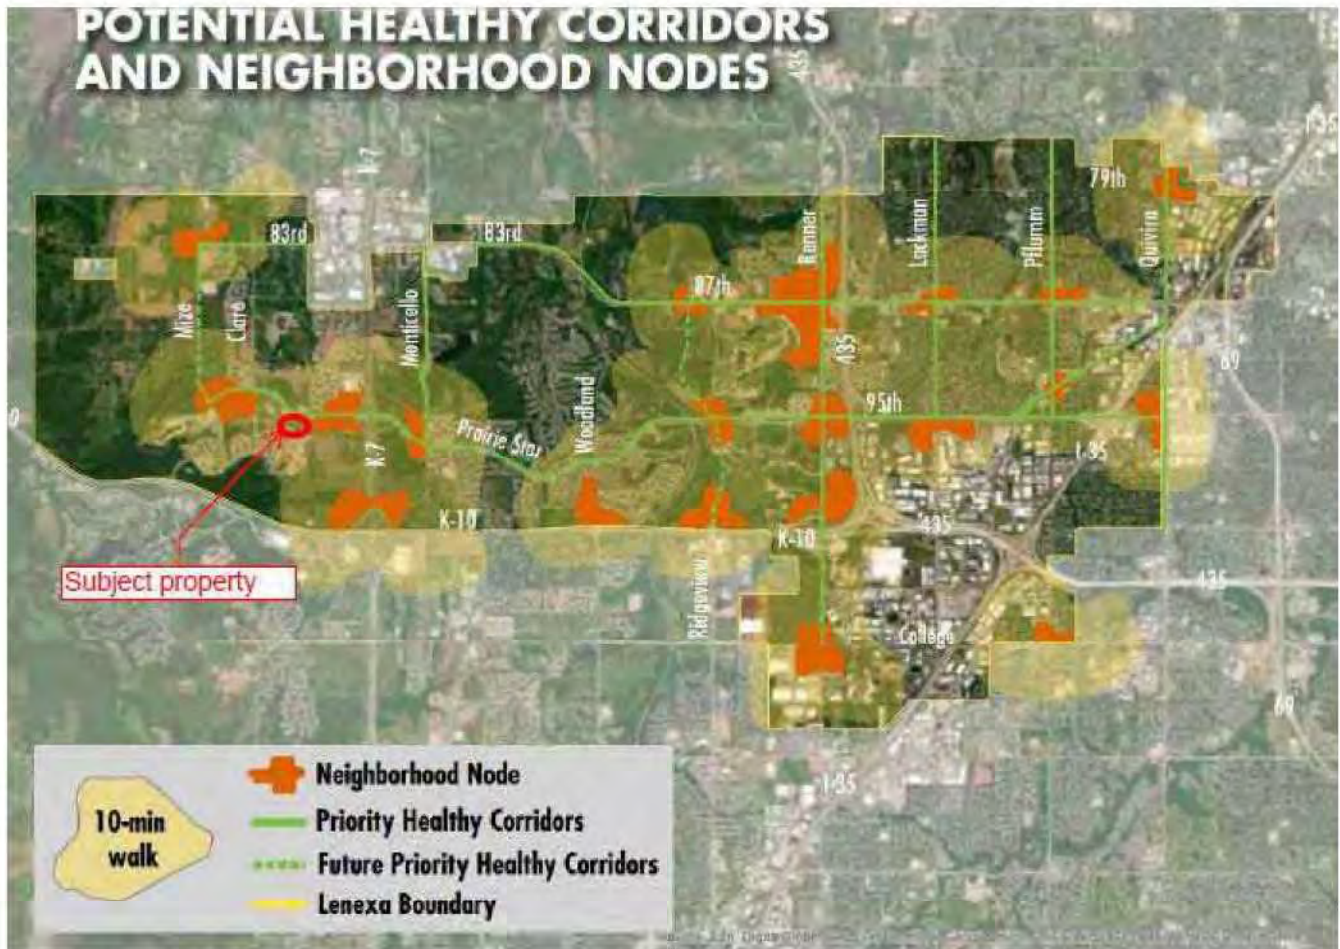 POTENTIAL HEALTHY CORRIDORS
AND NEIGHBORHOOD NODES
435
I-35
K-7
79th
83rd
83rd
Renner
Lackman
Pflumm
Quivira
87th
Mize
Clare
Monticello
435
69
Woodland
95th
Prairie Star
K-7
I-35
K-10
435
K-10
Subject property
435
Ridgeview
College
69
I-35
10-min
walk
Neighborhood Node
Priority Healthy Corridors
Future Priority Healthy Corridors
Lenexa Boundary